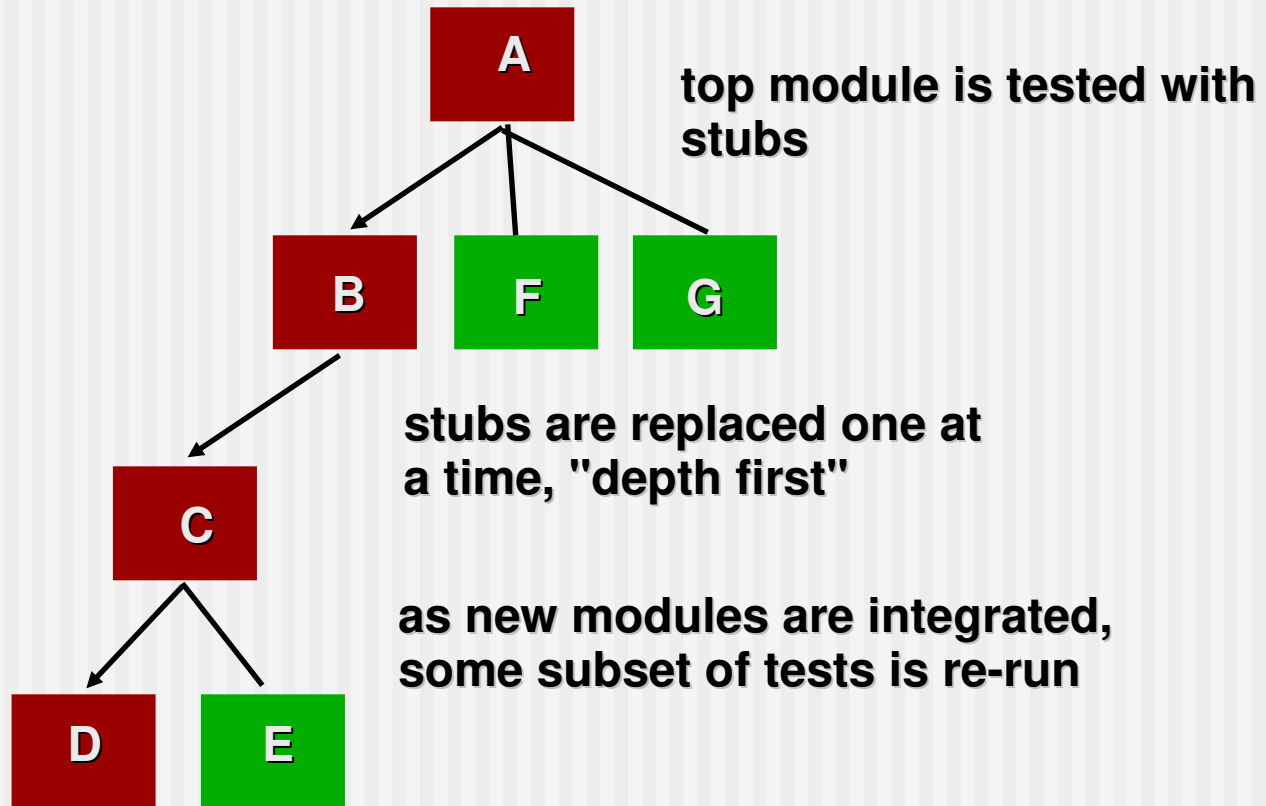 A
top module is tested with
stubs
B
F
G
stubs are replaced one at
a time, "depth first"
C
as new modules are integrated,
some subset of tests is re-run
D
E